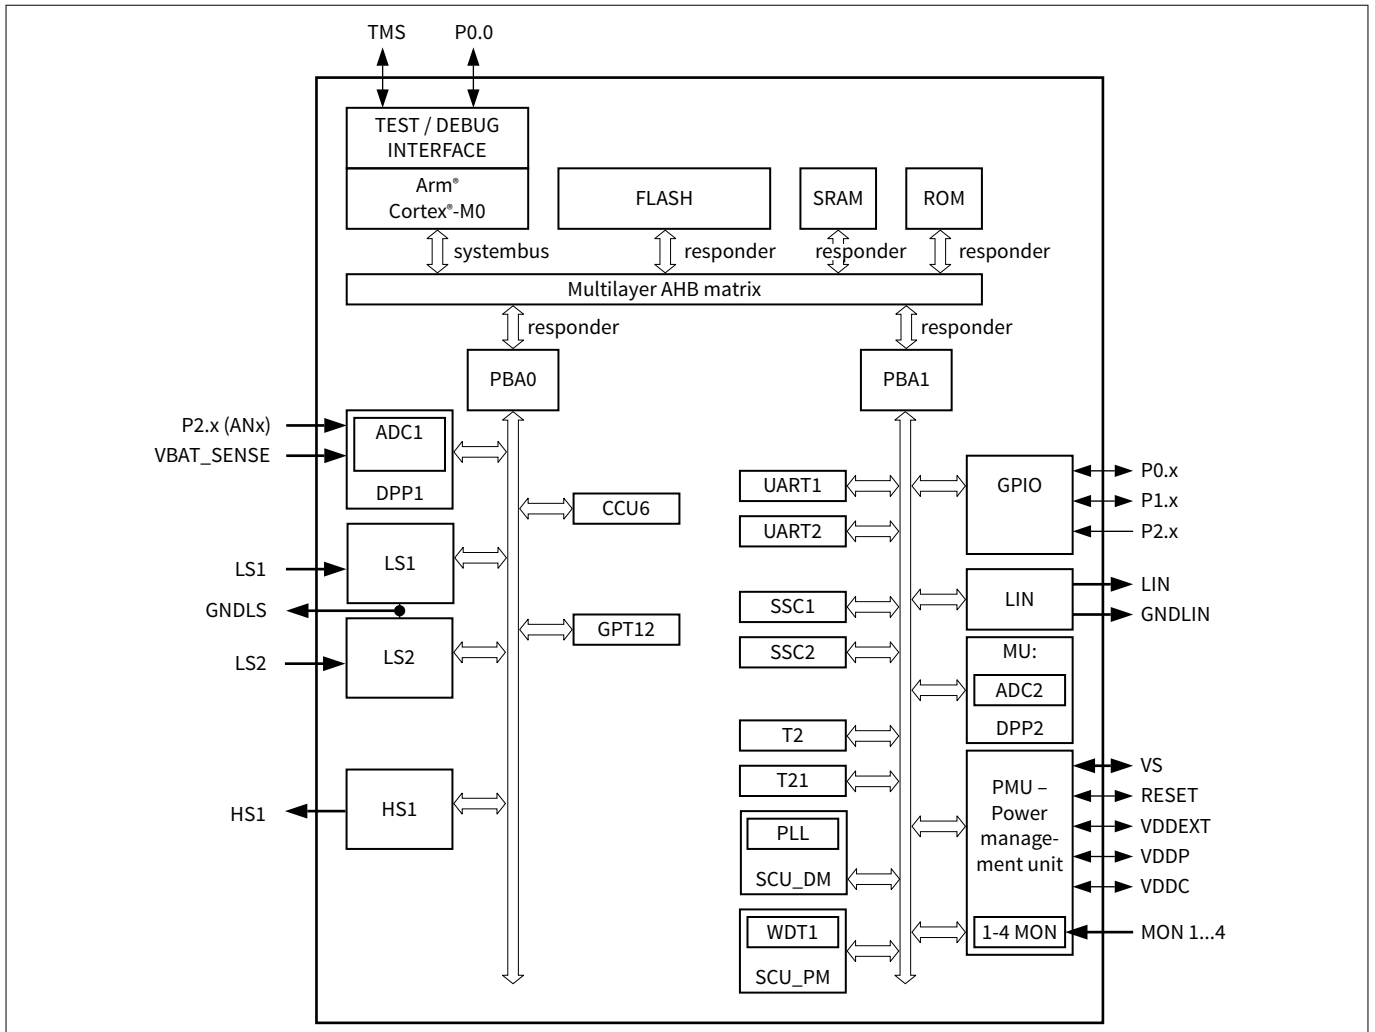 TMS
P0.0
TEST / DEBUG
INTERFACE
Arm®
Cortex®-M0
FLASH
SRAM
ROM
systembus
responder
responder
responder
Multilayer AHB matrix
responder
responder
PBA0
PBA1
P2.x (ANx)
VBAT_SENSE
ADC1
DPP1
CCU6
LS1
LS1
GNDLS
GPT12
LS2
LS2
HS1
HS1
UART1
UART2
SSC1
SSC2
T2
T21
PLL
SCU_DM
WDT1
SCU_PM
GPIO
P0.x
P1.x
P2.x
LIN
LIN
GNDLIN
MU:
ADC2
DPP2
PMU –
Power
manage-
ment unit
1-4 MON
VS
RESET
VDDEXT
VDDP
VDDC
MON 1...4